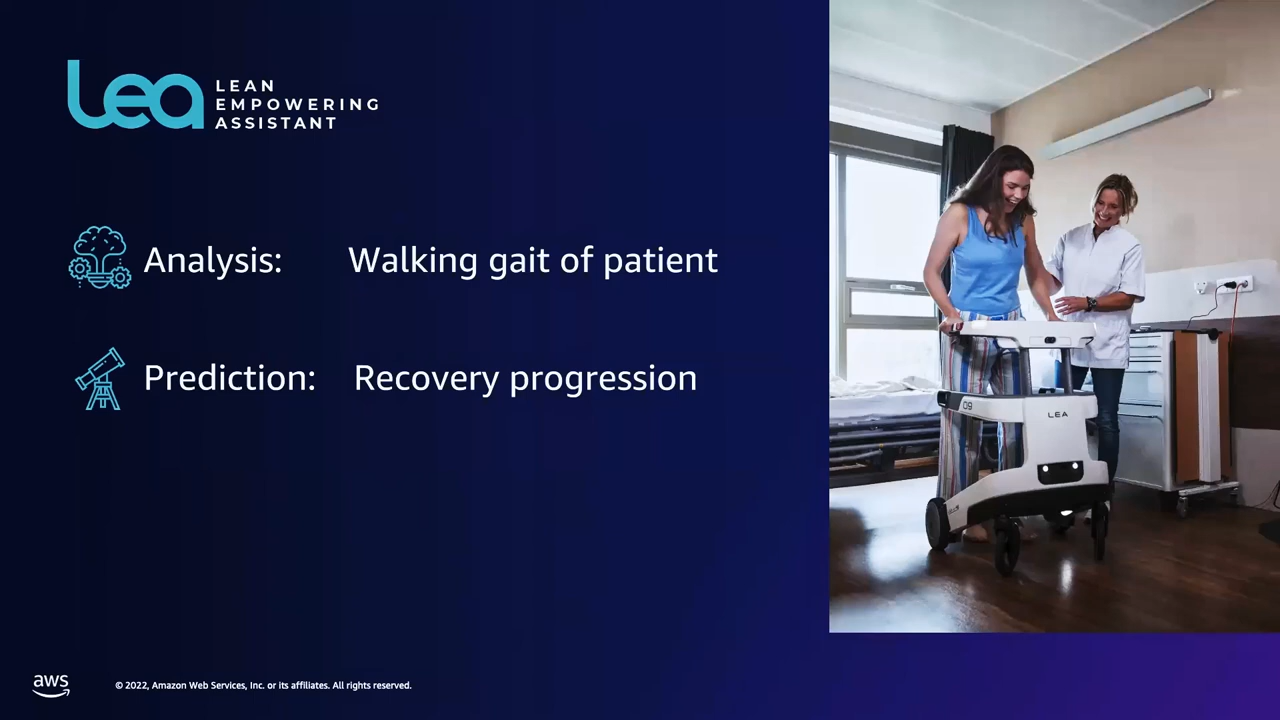 lea LEAN
EMPOWERING
ASSISTANT
Analysis: Walking gait of patient
Prediction: Recovery progression
09
LEA
aws
© 2022, Amazon Web Services, Inc. or its affiliates. All rights reserved.